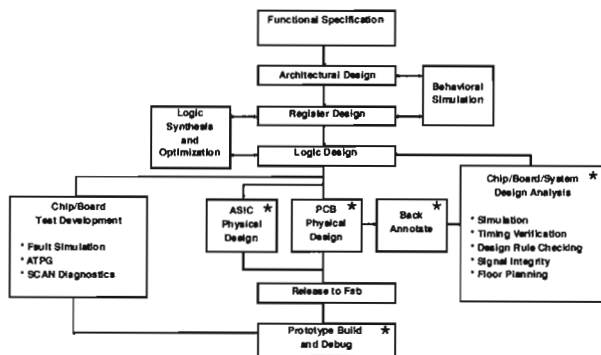 Functional Specification
Architectural Design
Behavioral
Simulation
Logic
Synthesis
and
Optimization
Register Design
Logic Design
Chip/Board
Test Development
* Fault Simulation
* ATPG
* SCAN Diagnostics
ASIC *
Physical
Design
PCB *
Physical
Design
Back *
Annotate
Chip/Board/System *
Design Analysis
* Simulation
* Timing Verification
* Design Rule Checking
* Signal Integrity
* Floor Planning
Release to Fab
Prototype Build *
and Debug